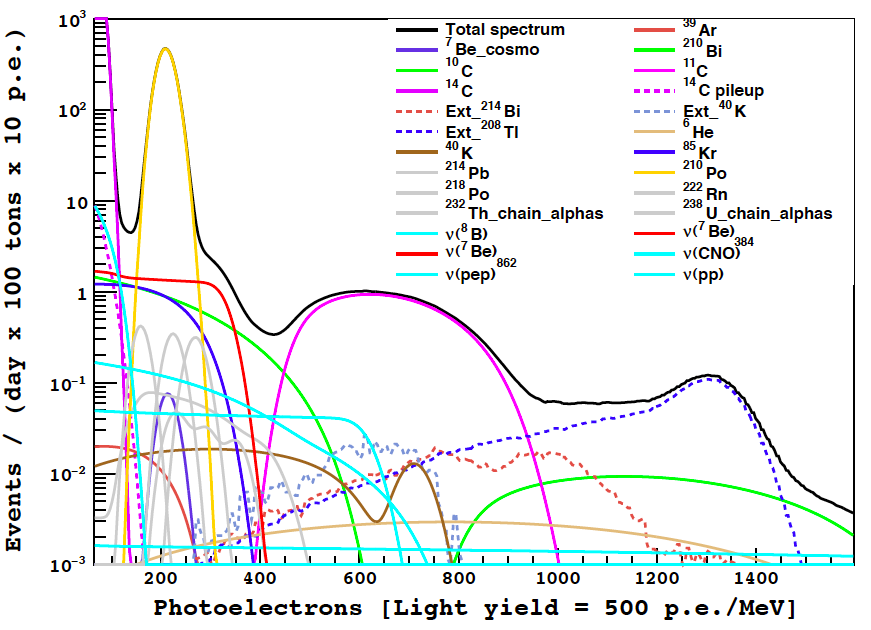 10³
10²
10
1
10⁻¹
10⁻²
10⁻³
Events / (day x 100 tons x 10 p.e.)
Total spectrum
³⁹Ar
⁷Be_cosmo
²¹⁰Bi
¹⁰C
¹¹C
¹⁴C
¹⁴C pileup
Ext_²¹⁴Bi
Ext_⁴⁰K
Ext_²⁰⁸Tl
⁶He
⁴⁰K
⁸⁵Kr
²¹⁴Pb
²¹⁰Po
²¹⁸Po
²²²Rn
²³²Th_chain_alphas
²³⁸U_chain_alphas
ν(⁸B)
ν(⁷Be)
ν(⁷Be)
ν(CNO)³⁸⁴
ν(pep)⁸⁶²
ν(pp)
200 400 600 800 1000 1200 1400
Photoelectrons [Light yield = 500 p.e./MeV]